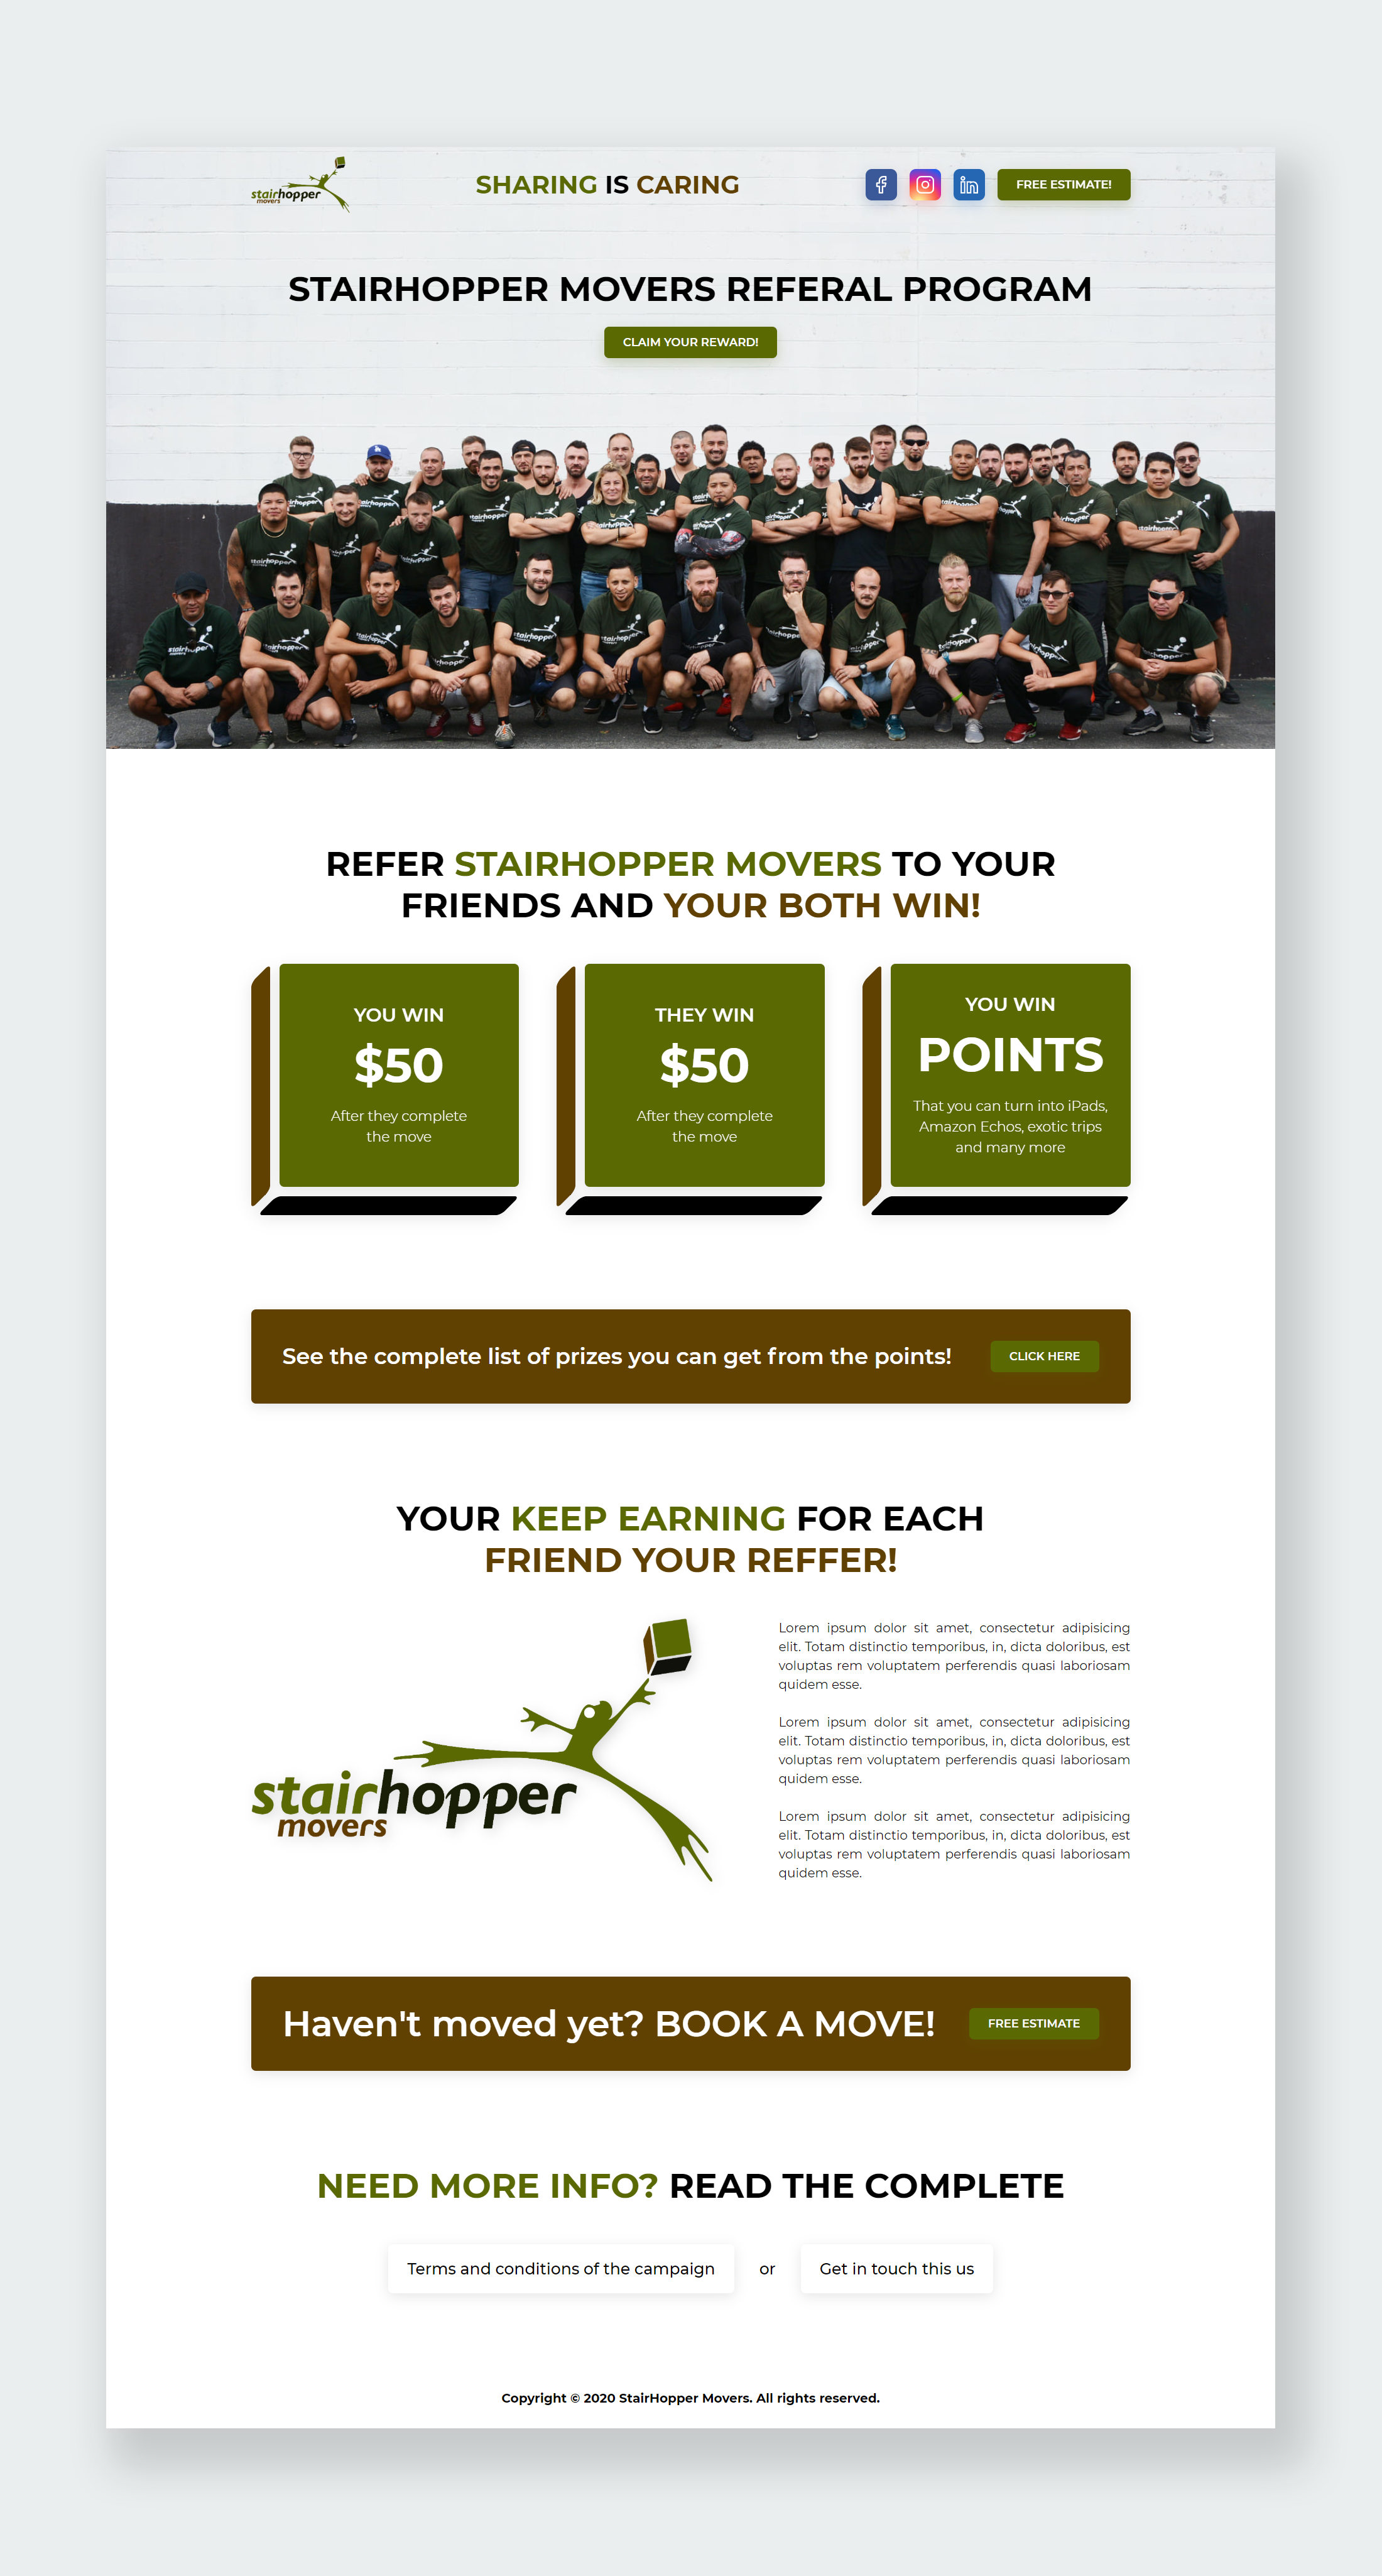 stairhopper
movers
SHARING IS CARING
FREE ESTIMATE!
STAIRHOPPER MOVERS REFERAL PROGRAM
CLAIM YOUR REWARD!
REFER STAIRHOPPER MOVERS TO YOUR
FRIENDS AND YOUR BOTH WIN!
YOU WIN
$50
After they complete
the move
THEY WIN
$50
After they complete
the move
YOU WIN
POINTS
That you can turn into iPads,
Amazon Echos, exotic trips
and many more
See the complete list of prizes you can get from the points!
CLICK HERE
YOUR KEEP EARNING FOR EACH
FRIEND YOUR REFFER!
stairhopper
movers
Lorem ipsum dolor sit amet, consectetur adipisicing
elit. Totam distinctio temporibus, in, dicta doloribus, est
voluptas rem voluptatem perferendis quasi laboriosam
quidem esse.
Lorem ipsum dolor sit amet, consectetur adipisicing
elit. Totam distinctio temporibus, in, dicta doloribus, est
voluptas rem voluptatem perferendis quasi laboriosam
quidem esse.
Lorem ipsum dolor sit amet, consectetur adipisicing
elit. Totam distinctio temporibus, in, dicta doloribus, est
voluptas rem voluptatem perferendis quasi laboriosam
quidem esse.
Haven't moved yet? BOOK A MOVE!
FREE ESTIMATE
NEED MORE INFO? READ THE COMPLETE
Terms and conditions of the campaign
or
Get in touch this us
Copyright © 2020 StairHopper Movers. All rights reserved.